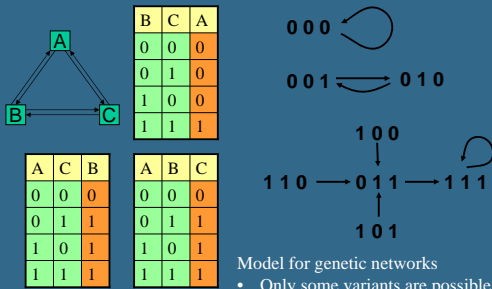 A
B
C
B C A
0 0 0
0 1 0
1 0 0
1 1 1
A C B
0 0 0
0 1 1
1 0 1
1 1 1
A B C
0 0 0
0 1 1
1 0 1
1 1 1
0 0 0
0 0 1
0 1 0
1 0 0
1 1 0
0 1 1
1 1 1
1 0 1
Model for genetic networks
• Only some variants are possible